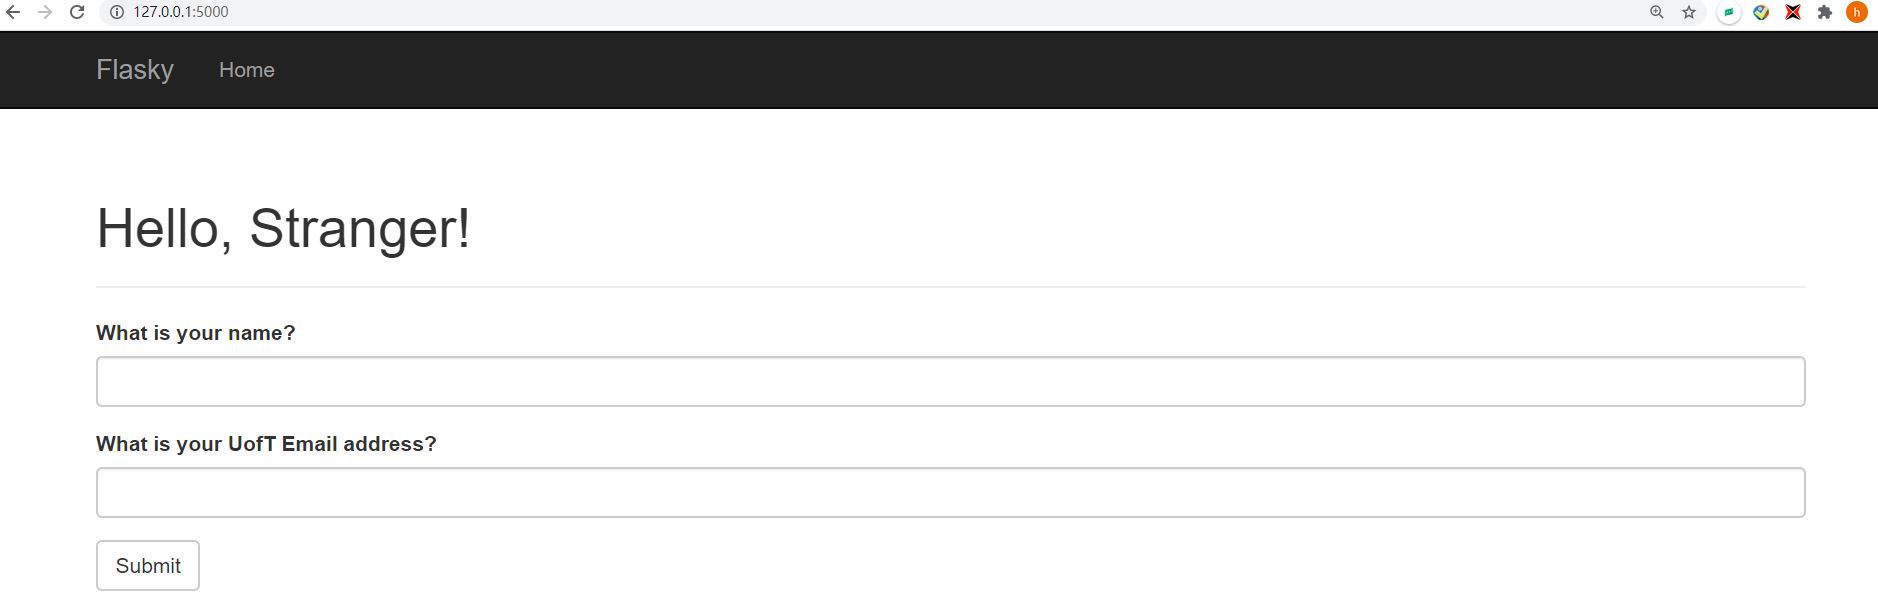 127.0.0.1:5000
h
Flasky Home
Hello, Stranger!
What is your name?
What is your UofT Email address?
Submit